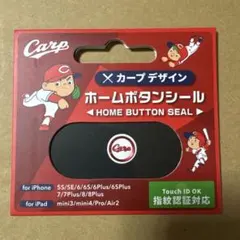 Carp
× カープ デザイン
ホームボタンシール
HOME BUTTON SEAL
Carp
for iPhone 5S/SE/6/6S/6Plus/6SPlus
7/7Plus/8/8Plus
for iPad mini3/mini4/Pro/Air2
Touch ID OK
指紋認証対応